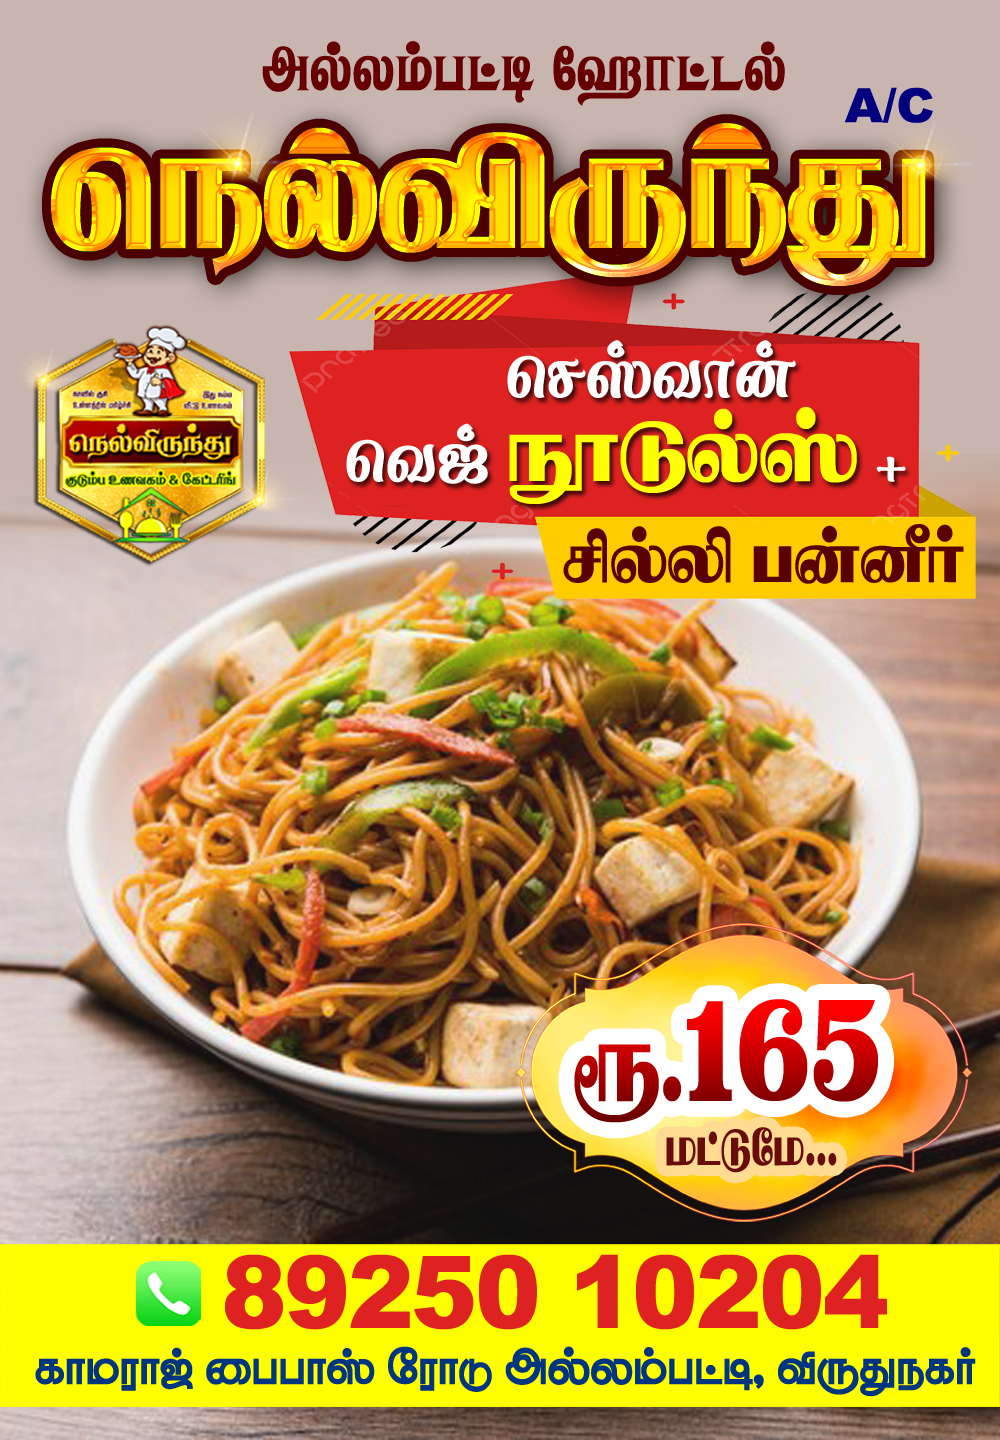 அல்லம்பட்டி ஹோட்டல்
A/C
நெல்விருந்து
செஸ்வான்
வெஜ் நூடுல்ஸ் +
சில்லி பன்னீர்
நெல்விருந்து
குடும்ப உணவகம் & கேட்டரிங்
ரூ.165
மட்டுமே...
89250 10204
காமராஜ் பைபாஸ் ரோடு அல்லம்பட்டி, விருதுநகர்